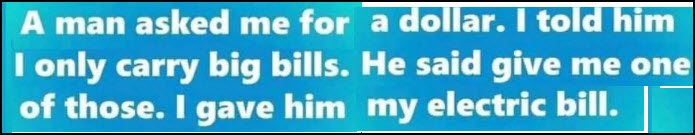 A man asked me for a dollar. I told him
I only carry big bills. He said give me one
of those. I gave him my electric bill.